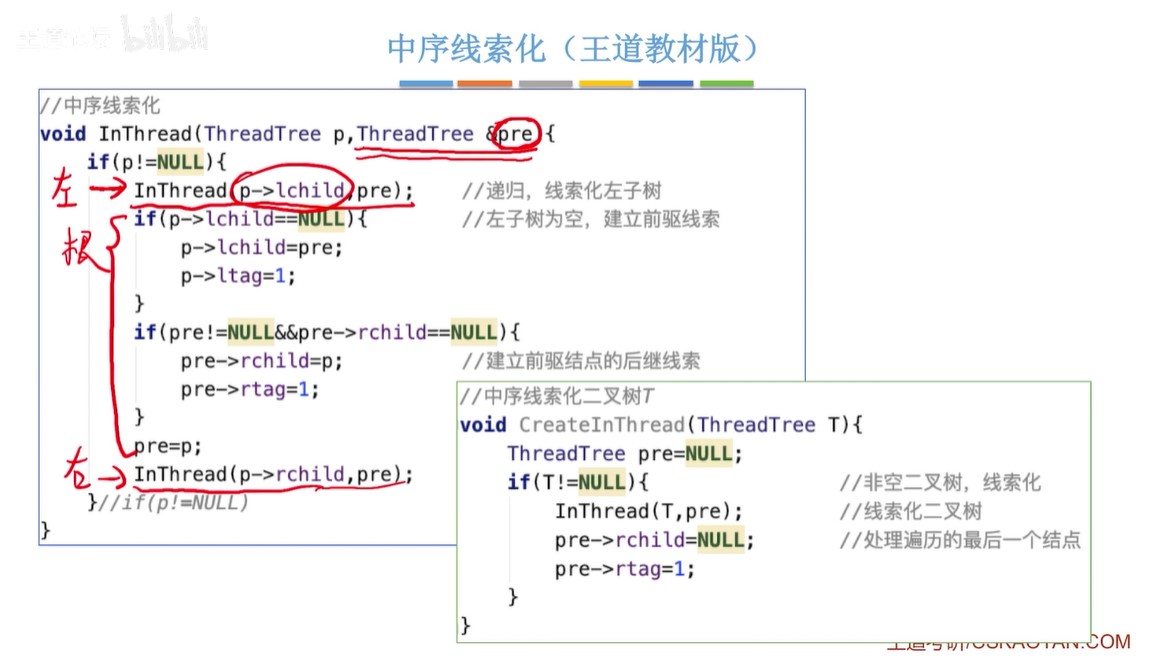 bilibili
中序线索化（王道教材版）
//中序线索化
void InThread(ThreadTree p,ThreadTree &pre){
if(p!=NULL){
左 InThread(p->lchild,pre); //递归，线索化左子树
if(p->lchild==NULL){ //左子树为空，建立前驱线索
根 p->lchild=pre;
p->ltag=1;
}
if(pre!=NULL&&pre->rchild==NULL){
pre->rchild=p; //建立前驱结点的后继线索
pre->rtag=1;
}
pre=p;
右 InThread(p->rchild,pre);
}//if(p!=NULL)
}
//中序线索化二叉树T
void CreateInThread(ThreadTree T){
ThreadTree pre=NULL;
if(T!=NULL){ //非空二叉树，线索化
InThread(T,pre); //线索化二叉树
pre->rchild=NULL; //处理遍历的最后一个结点
pre->rtag=1;
}
}
王道考研/CSKAOYAN.COM